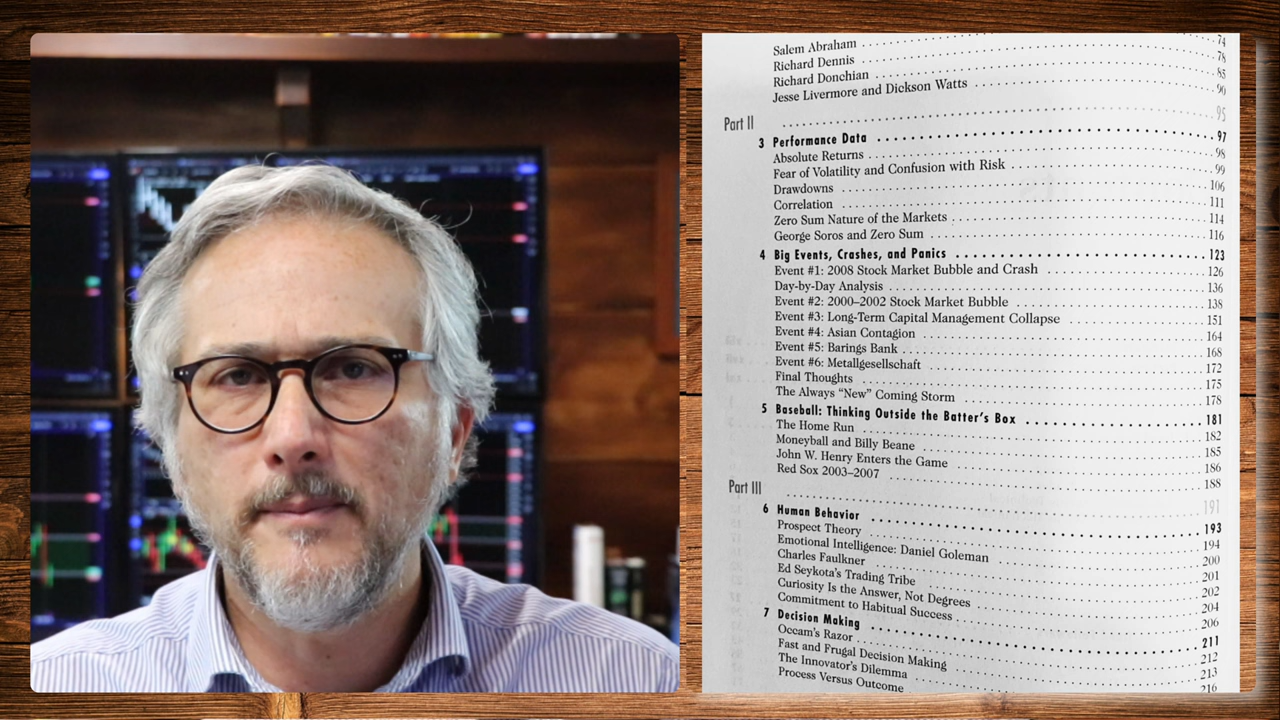 Salem Abraham ........ 74
Richard Dennis ........ 78
Richard Donchian ........ 85
Jesse Livermore and Dickson Watts ........ 90
Part II ........ 95
3 Performance Data ........ 97
Absolute Returns ........ 98
Fear of Volatility and Confusion with Risk ........ 99
Drawdowns ........ 106
Correlation ........ 111
Zero Sum Nature of the Markets ........ 114
George Soros and Zero Sum ........ 116
4 Big Events, Crashes, and Panics ........ 123
Event #1: 2008 Stock Market Bubble and Crash ........ 126
Day-by-Day Analysis ........ 136
Event #2: 2000–2002 Stock Market Bubble ........ 138
Event #3: Long-Term Capital Management Collapse ........ 151
Event #4: Asian Contagion ........ 164
Event #5: Barings Bank ........ 168
Event #6: Metallgesellschaft ........ 172
Final Thoughts ........ 175
The Always “New” Coming Storm ........ 178
5 Baseball: Thinking Outside the Batter’s Box ........ 181
The Home Run ........ 182
Moneyball and Billy Beane ........ 185
John W. Henry Enters the Game ........ 186
Red Sox 2003–2007 ........ 188
Part III ........ 191
6 Human Behavior ........ 193
Prospect Theory ........ 194
Emotional Intelligence: Daniel Goleman ........ 200
Charles Faulkner ........ 201
Ed Seykota’s Trading Tribe ........ 202
Curiosity Is the Answer, Not Degrees ........ 204
Commitment to Habitual Success ........ 206
7 Decision Making ........ 211
Occam’s Razor ........ 212
Fast and Frugal Decision Making ........ 213
The Innovator’s Dilemma ........ 216
Process Versus Outcome